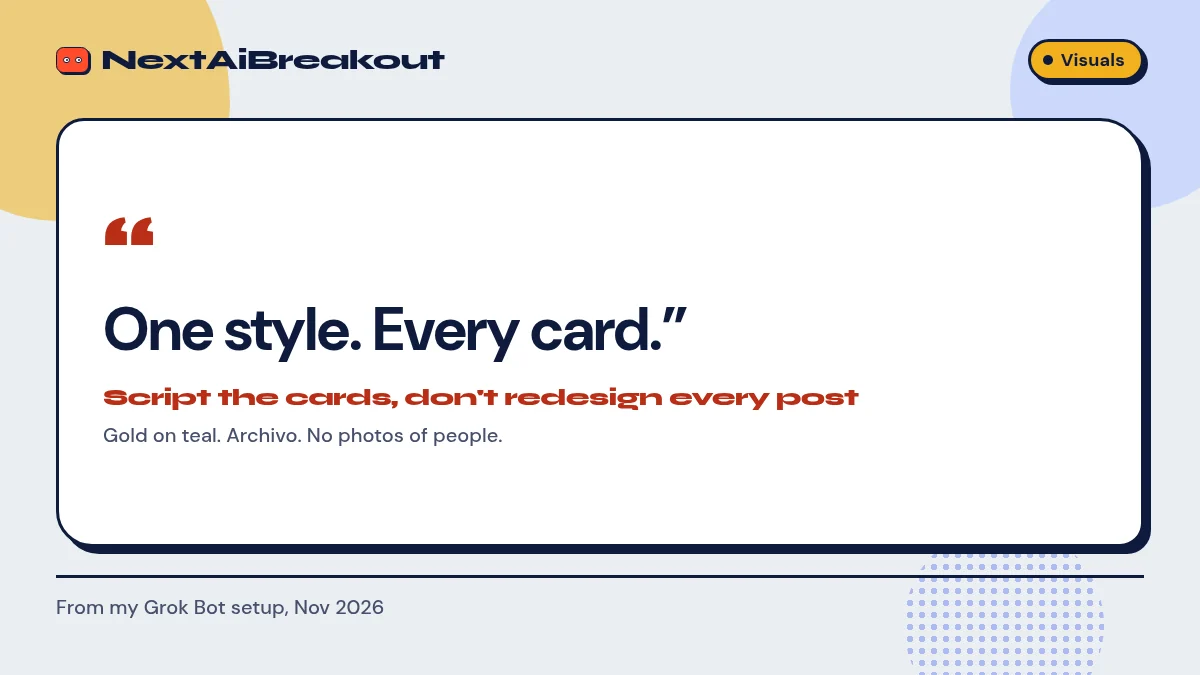 NextAiBreakout
Visuals
“
One style. Every card.”
Script the cards, don't redesign every post
Gold on teal. Archivo. No photos of people.
From my Grok Bot setup, Nov 2026